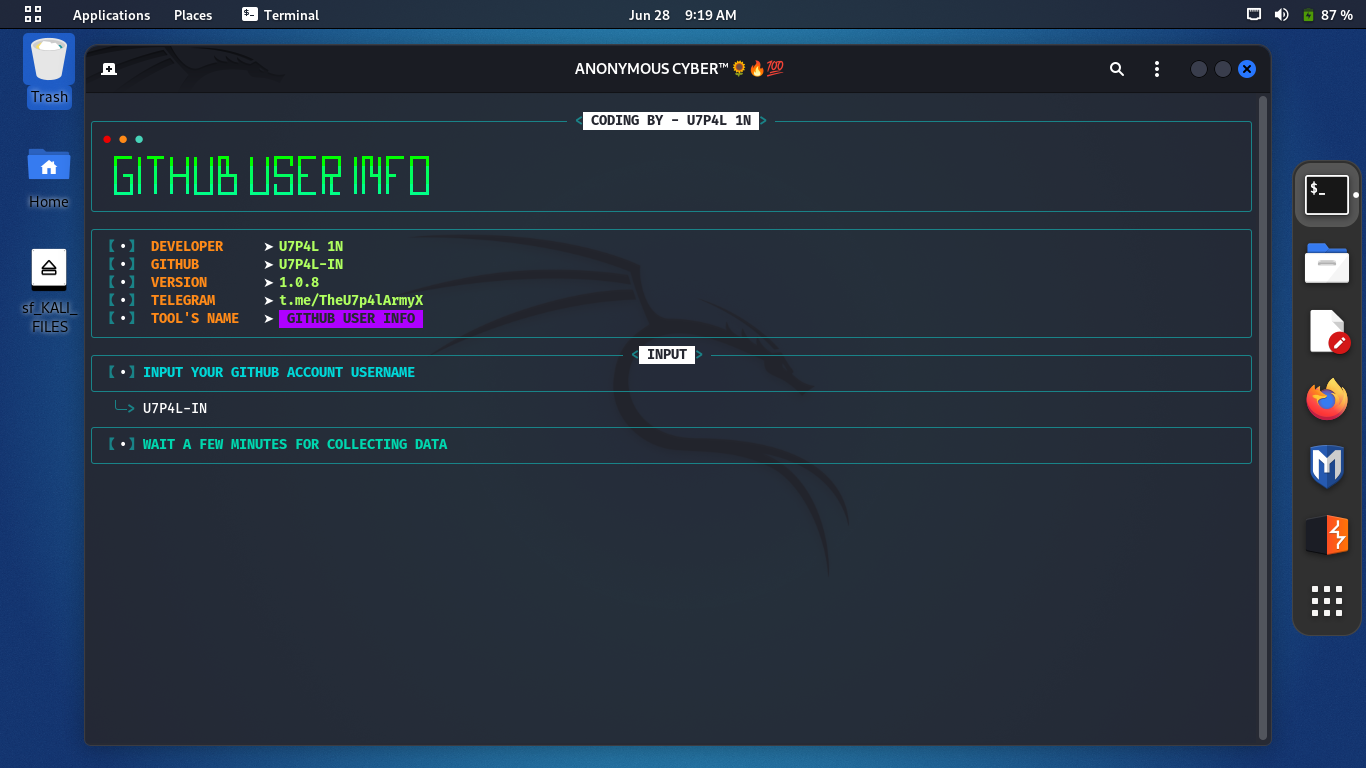 Applications Places Terminal Jun 28 9:19 AM 87 %
Trash
Home
sf_KALI_
FILES
ANONYMOUS CYBER™🌻🔥💯
< CODING BY - U7P4L 1N >
GITHUB USER INFO
【•】 DEVELOPER ➤ U7P4L 1N
【•】 GITHUB ➤ U7P4L-IN
【•】 VERSION ➤ 1.0.8
【•】 TELEGRAM ➤ t.me/TheU7p4lArmyX
【•】 TOOL'S NAME ➤ GITHUB USER INFO
< INPUT >
【•】INPUT YOUR GITHUB ACCOUNT USERNAME
╰─> U7P4L-IN
【•】WAIT A FEW MINUTES FOR COLLECTING DATA
$_